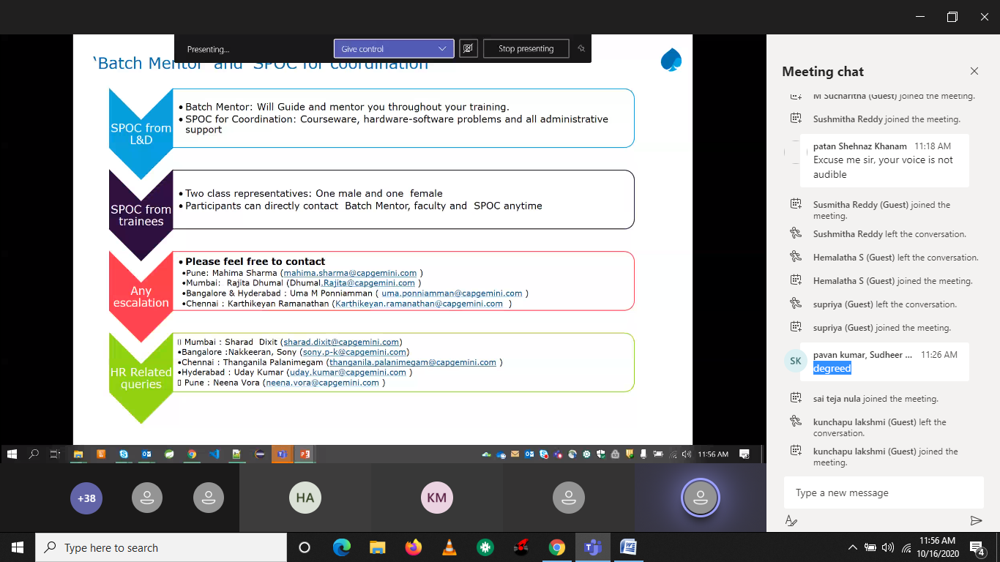 Presenting...
Give control
Stop presenting
‘Batch Mentor’ and ‘SPOC for coordination’
SPOC from
L&D
• Batch Mentor: Will Guide and mentor you throughout your training.
• SPOC for Coordination: Courseware, hardware-software problems and all administrative
support
SPOC from
trainees
• Two class representatives: One male and one female
• Participants can directly contact Batch Mentor, faculty and SPOC anytime
Any
escalation
• Please feel free to contact
•Pune: Mahima Sharma (mahima.sharma@capgemini.com )
•Mumbai: Rajita Dhumal (Dhumal.Rajita@capgemini.com )
•Bangalore & Hyderabad : Uma M Ponniamman ( uma.ponniamman@capgemini.com )
•Chennai : Karthikeyan Ramanathan (Karthikeyan.ramanathan@capgemini.com )
HR Related
queries
Mumbai : Sharad Dixit (sharad.dixit@capgemini.com)
•Bangalore :Nakkeeran, Sony (sony.p-k@capgemini.com)
•Chennai : Thanganila Palanimegam (thanganila.palanimegam@capgemini.com )
•Hyderabad : Uday Kumar (uday.kumar@capgemini.com )
Pune : Neena Vora (neena.vora@capgemini.com )
11:56 AM
+38
HA
KM
Meeting chat
M Sucharitha (Guest) joined the meeting.
Sushmitha Reddy joined the meeting.
patan Shehnaz Khanam 11:18 AM
Excuse me sir, your voice is not
audible
Susmitha Reddy (Guest) joined the
meeting.
Sushmitha Reddy left the conversation.
Hemalatha S (Guest) left the conversation.
Hemalatha S (Guest) joined the meeting.
supriya (Guest) left the conversation.
supriya (Guest) joined the meeting.
SK
pavan kumar, Sudheer ... 11:26 AM
degreed
sai teja nula joined the meeting.
kunchapu lakshmi (Guest) left the
conversation.
kunchapu lakshmi (Guest) joined the
meeting.
Type a new message
Type here to search
11:56 AM
10/16/2020
4